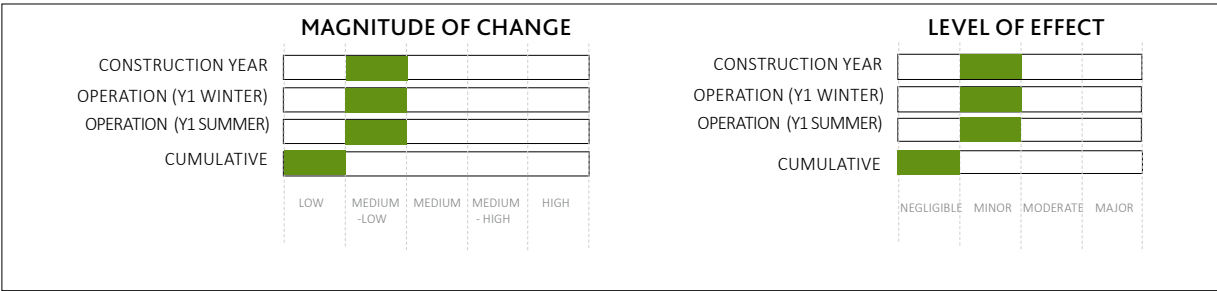 MAGNITUDE OF CHANGE
CONSTRUCTION YEAR
OPERATION (Y1 WINTER)
OPERATION (Y1 SUMMER)
CUMULATIVE
LOW
MEDIUM
-LOW
MEDIUM
MEDIUM
- HIGH
HIGH
LEVEL OF EFFECT
CONSTRUCTION YEAR
OPERATION (Y1 WINTER)
OPERATION (Y1 SUMMER)
CUMULATIVE
NEGLIGIBLE
MINOR
MODERATE
MAJOR